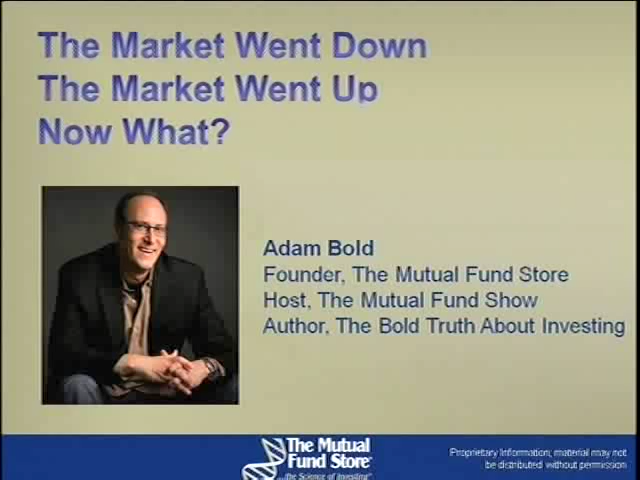 The Market Went Down
The Market Went Up
Now What?
Adam Bold
Founder, The Mutual Fund Store
Host, The Mutual Fund Show
Author, The Bold Truth About Investing
The Mutual
Fund Store
...the Science of Investing
Proprietary Information, material may not
be distributed without permission